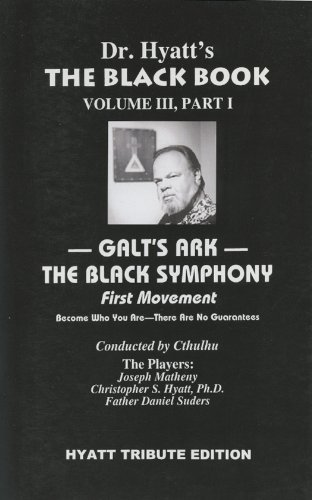 Dr. Hyatt's
THE BLACK BOOK
VOLUME III, PART I
— GALT'S ARK —
THE BLACK SYMPHONY
First Movement
Become Who You Are—There Are No Guarantees
Conducted by Cthulhu
The Players:
Joseph Matheny
Christopher S. Hyatt, Ph.D.
Father Daniel Suders
HYATT TRIBUTE EDITION